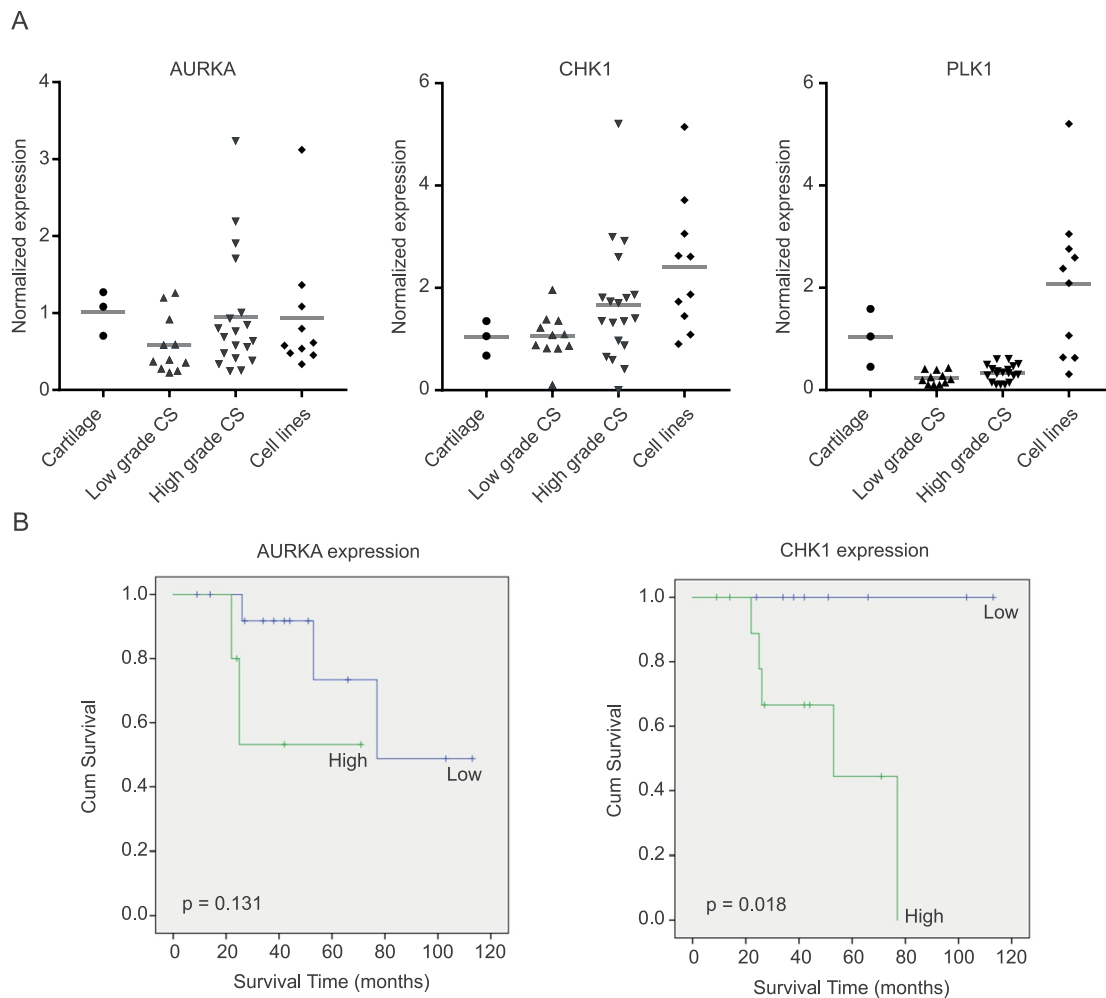 A
AURKA
CHK1
PLK1
Normalized expression
4
3
2
1
0
Cartilage
Low grade CS
High grade CS
Cell lines
Normalized expression
6
4
2
0
Cartilage
Low grade CS
High grade CS
Cell lines
Normalized expression
6
4
2
0
Cartilage
Low grade CS
High grade CS
Cell lines
B
AURKA expression
Cum Survival
1.0
0.8
0.6
0.4
0.2
0.0
High
Low
p = 0.131
0 20 40 60 80 100 120
Survival Time (months)
CHK1 expression
Cum Survival
1.0
0.8
0.6
0.4
0.2
0.0
Low
High
p = 0.018
0 20 40 60 80 100 120
Survival Time (months)